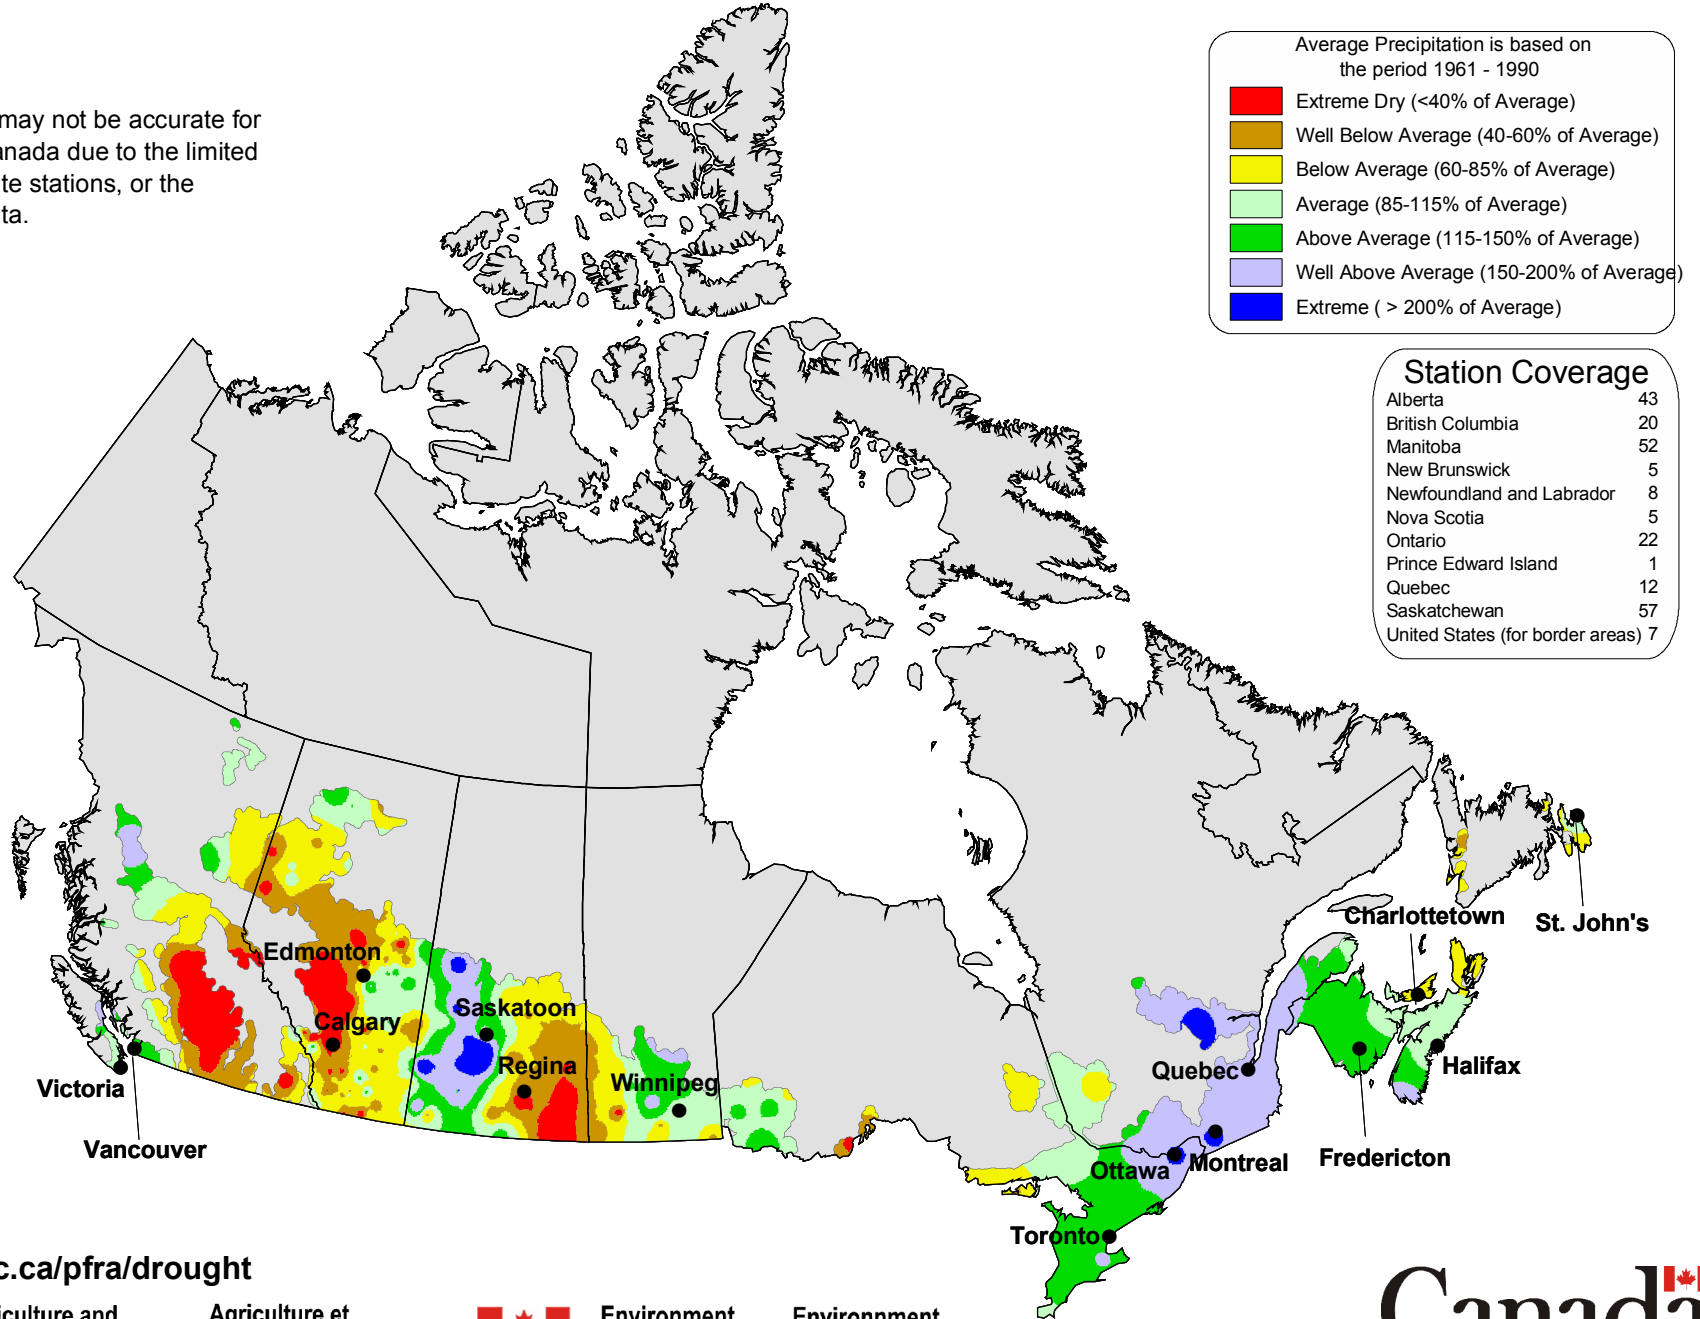 may not be accurate for
anada due to the limited
te stations, or the
ta.
Average Precipitation is based on
the period 1961 - 1990
Extreme Dry (<40% of Average)
Well Below Average (40-60% of Average)
Below Average (60-85% of Average)
Average (85-115% of Average)
Above Average (115-150% of Average)
Well Above Average (150-200% of Average)
Extreme ( > 200% of Average)
Station Coverage
Alberta 43
British Columbia 20
Manitoba 52
New Brunswick 5
Newfoundland and Labrador 8
Nova Scotia 5
Ontario 22
Prince Edward Island 1
Quebec 12
Saskatchewan 57
United States (for border areas) 7
Charlottetown
St. John's
Edmonton
Saskatoon
Calgary
Regina
Winnipeg
Quebec
Halifax
Victoria
Vancouver
Fredericton
Montreal
Ottawa
Toronto
c.ca/pfra/drought
iculture and
Agriculture et
Environment
Environnment
Canada